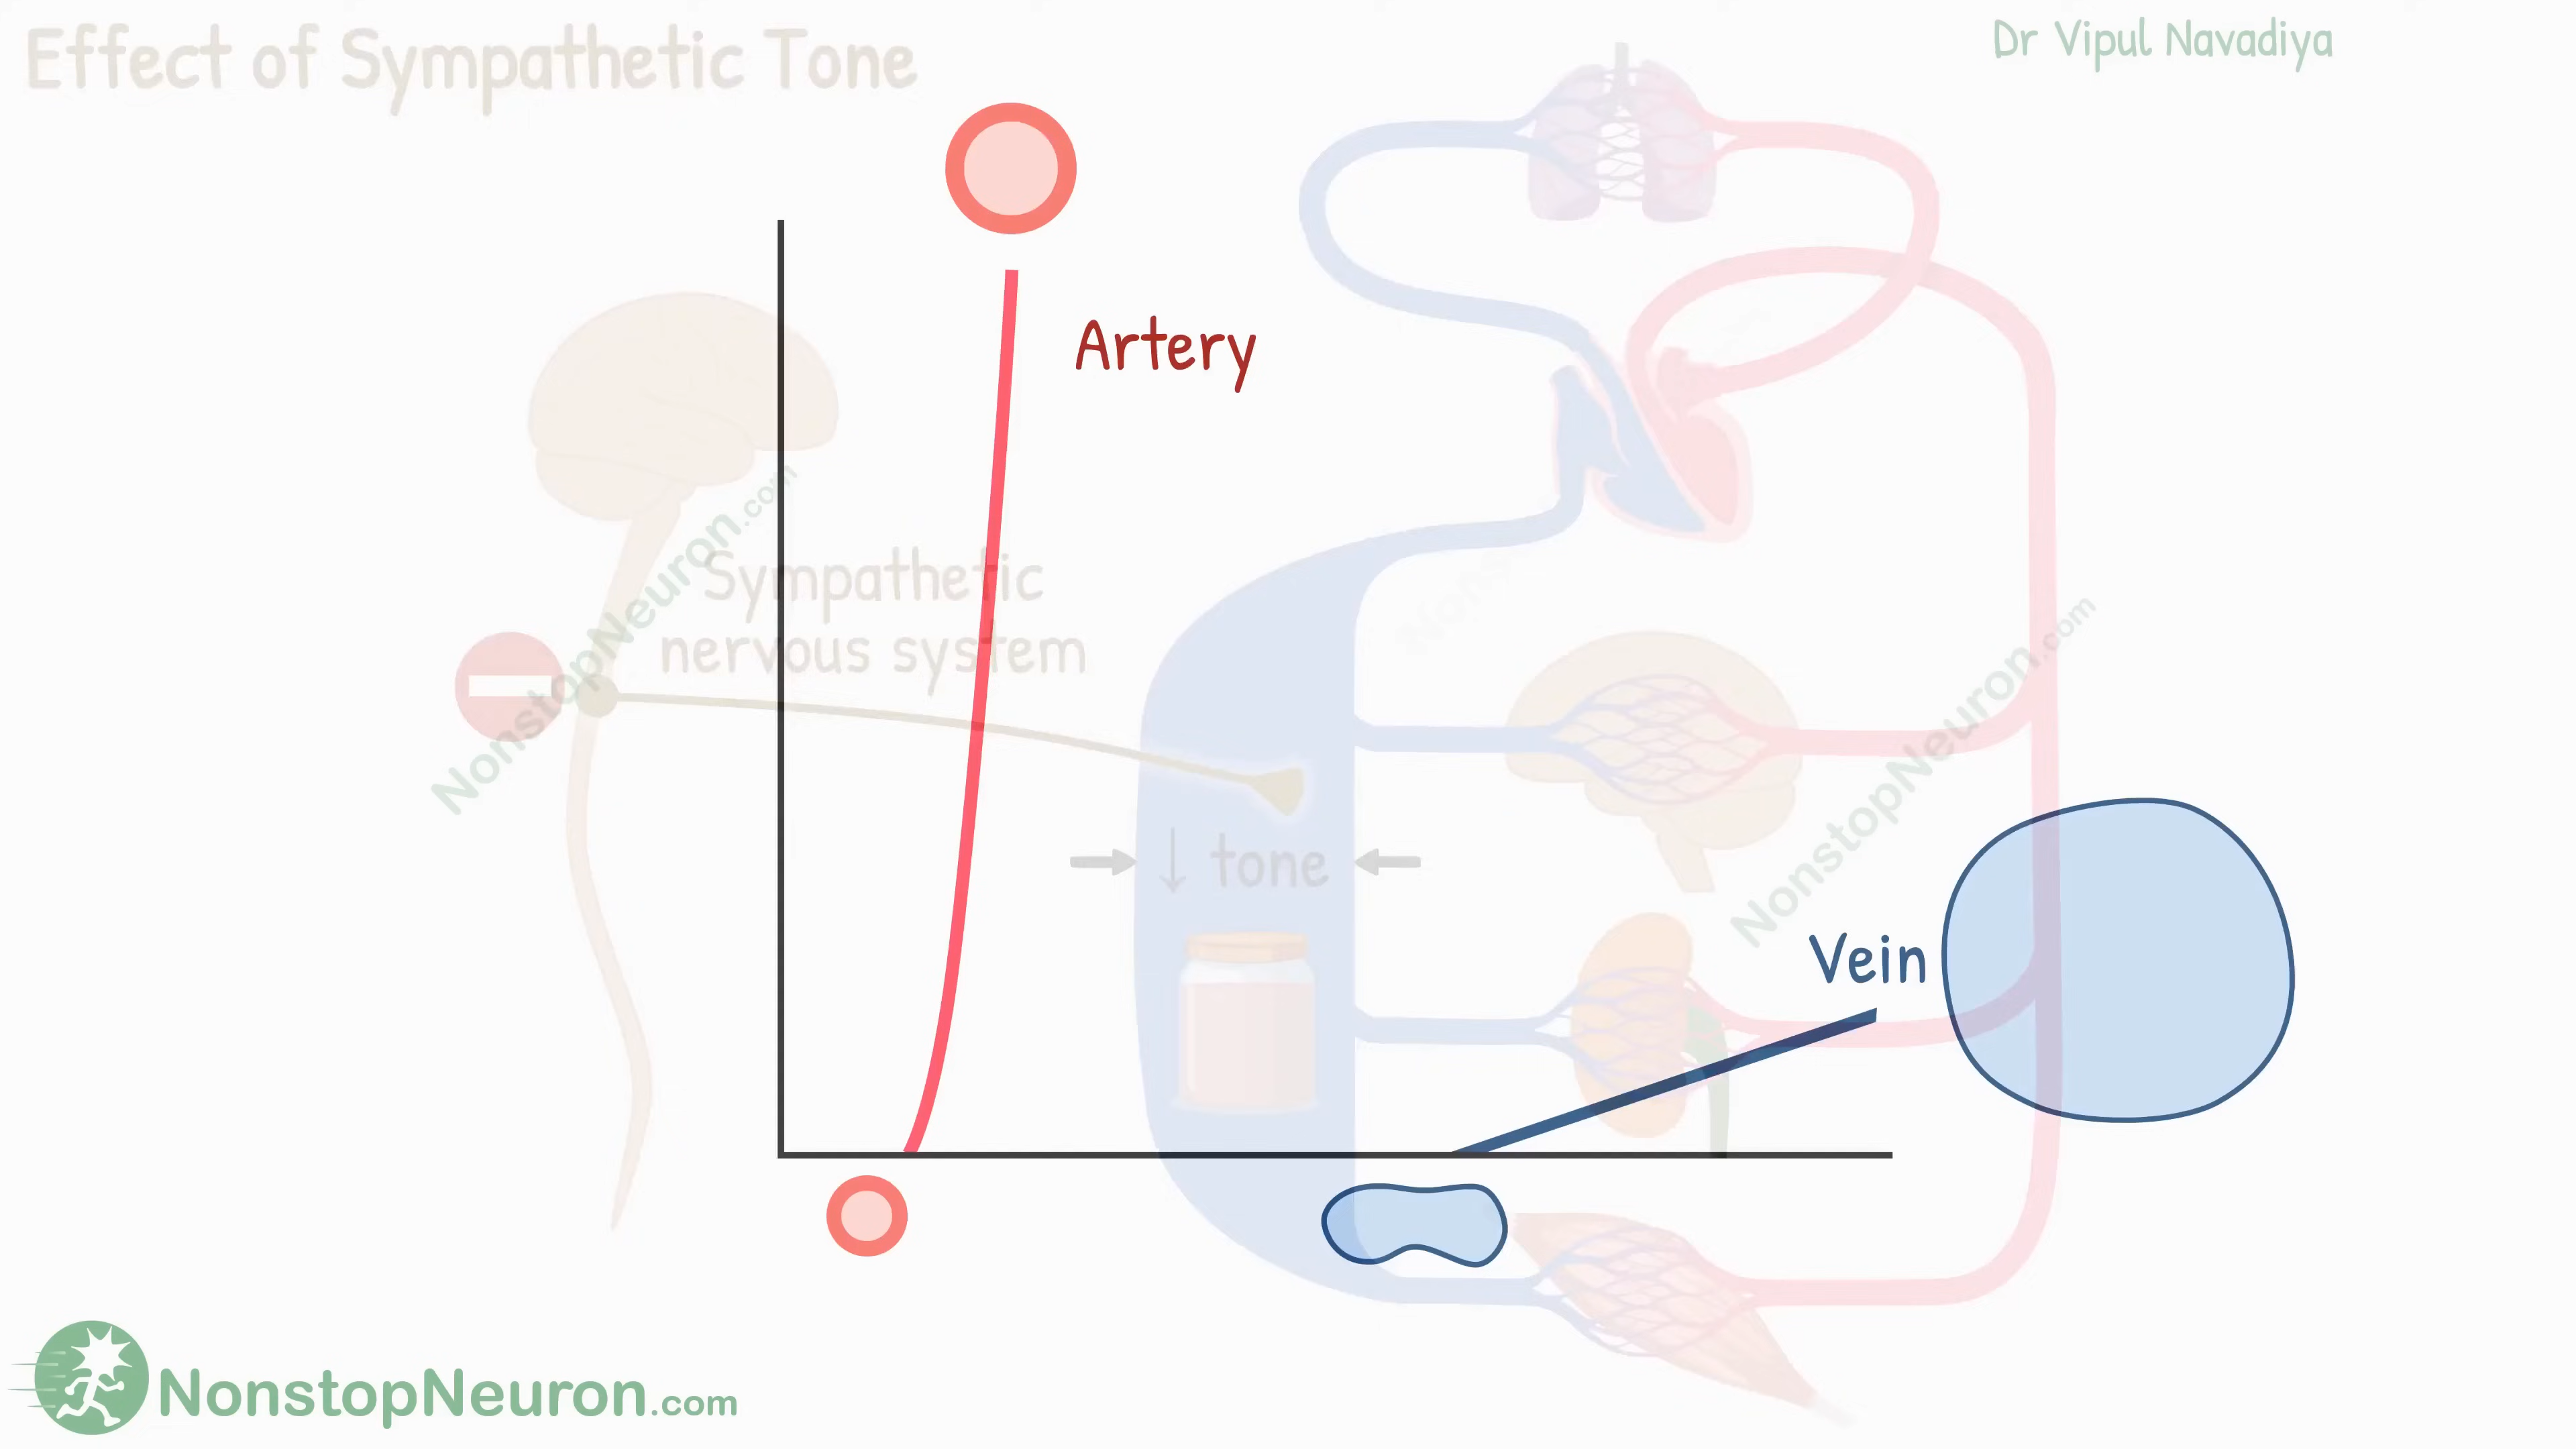 Effect of Sympathetic Tone
Dr Vipul Navadiya
Artery
Sympathetic
nervous system
NonstopNeuron.com
NonstopNeuron.com
↓ tone
Vein
NonstopNeuron.com